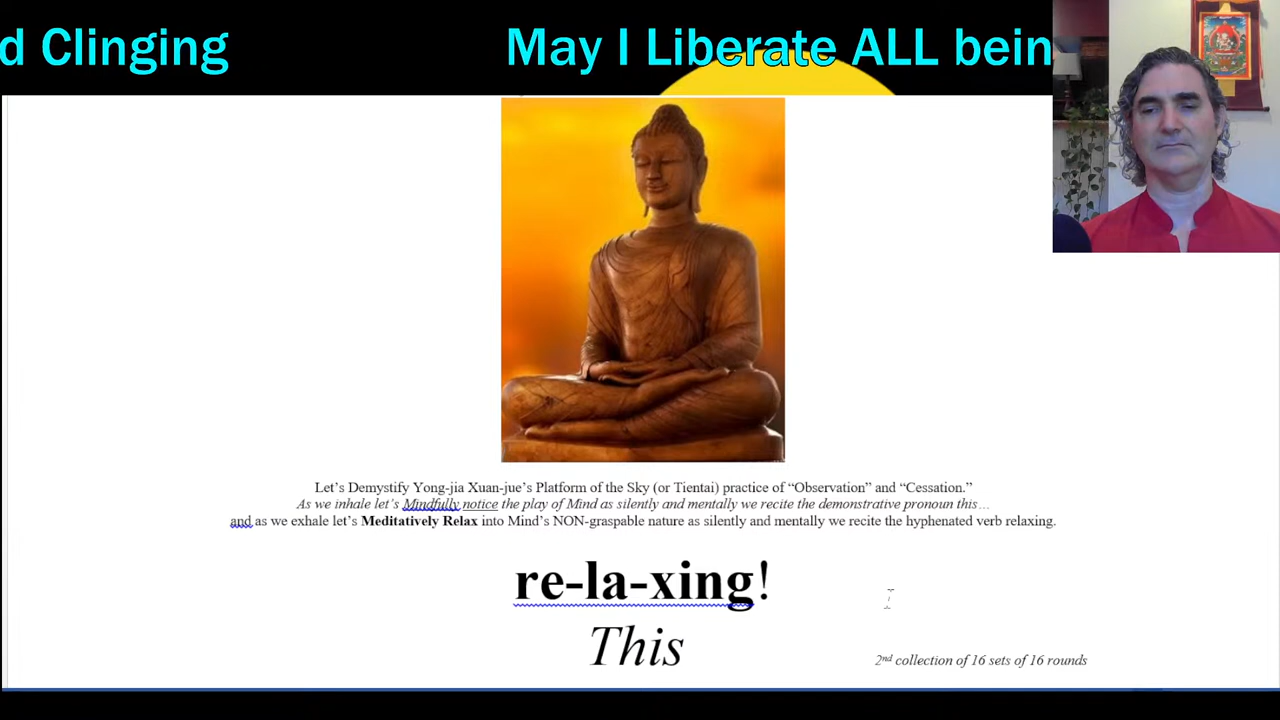 d Clinging May I Liberate ALL bein
Let's Demystify Yong-jia Xuan-jue's Platform of the Sky (or Tientai) practice of “Observation” and “Cessation.”
As we inhale let's Mindfully notice the play of Mind as silently and mentally we recite the demonstrative pronoun this…
and as we exhale let's Meditatively Relax into Mind's NON-graspable nature as silently and mentally we recite the hyphenated verb relaxing.
re-la-xing!
This
2nd collection of 16 sets of 16 rounds